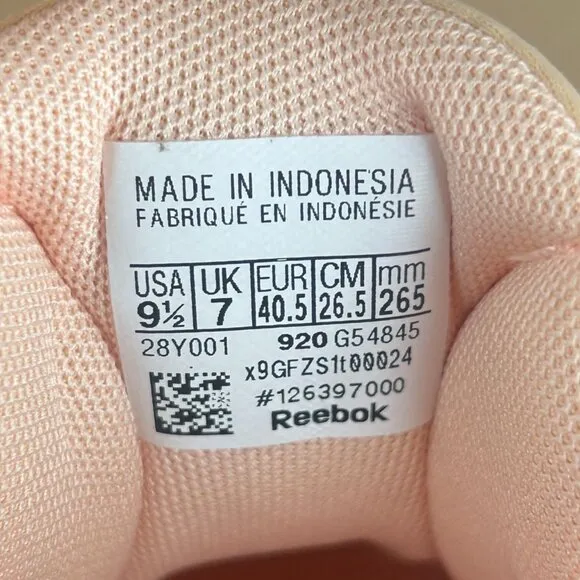 MADE IN INDONESIA
FABRIQUÉ EN INDONÉSIE
USA UK EUR CM mm
9½ 7 40.5 26.5 265
28Y001 920 G54845
x9GFZS1t00024
#126397000
Reebok